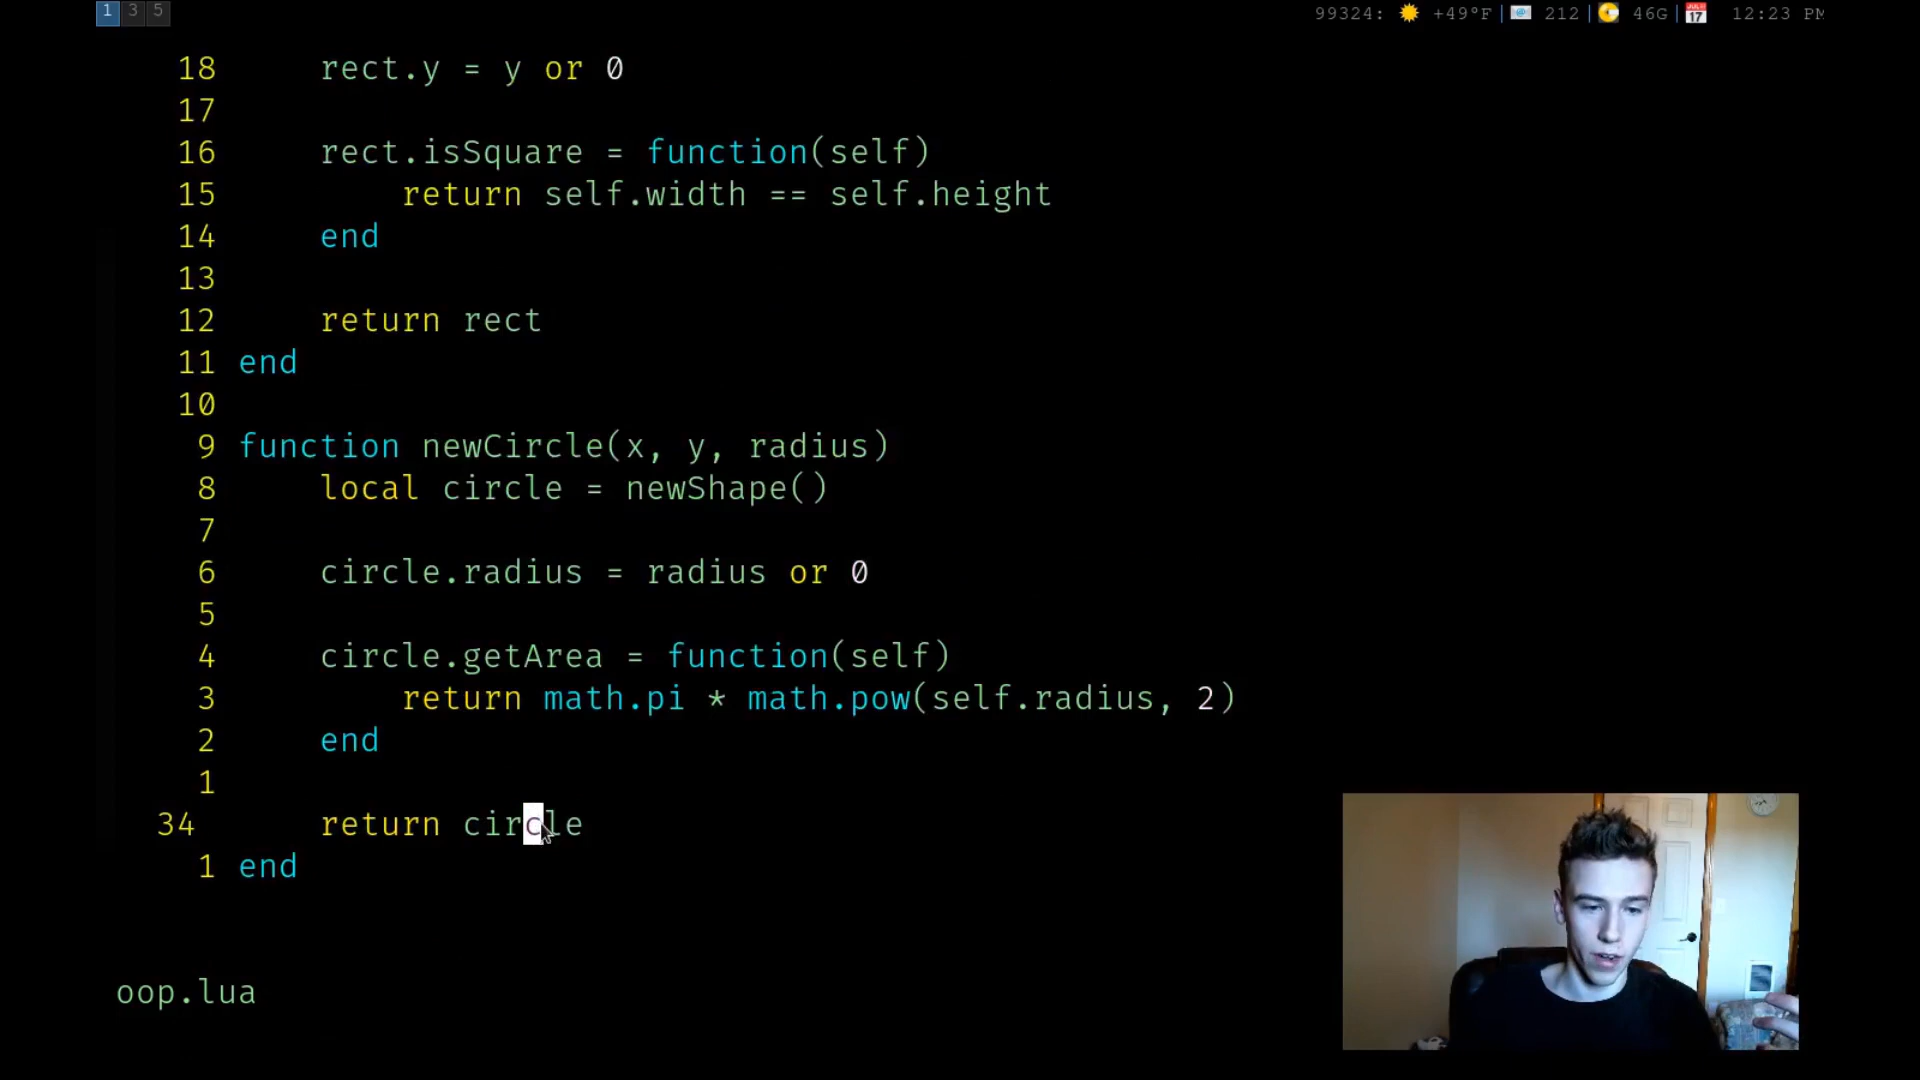 1 3 5
99324: +49°F | 212 | 46G | JUL 17 12:23 PM
18 rect.y = y or 0
17
16 rect.isSquare = function(self)
15 return self.width == self.height
14 end
13
12 return rect
11 end
10
9 function newCircle(x, y, radius)
8 local circle = newShape()
7
6 circle.radius = radius or 0
5
4 circle.getArea = function(self)
3 return math.pi * math.pow(self.radius, 2)
2 end
1
34 return circle
1 end
oop.lua